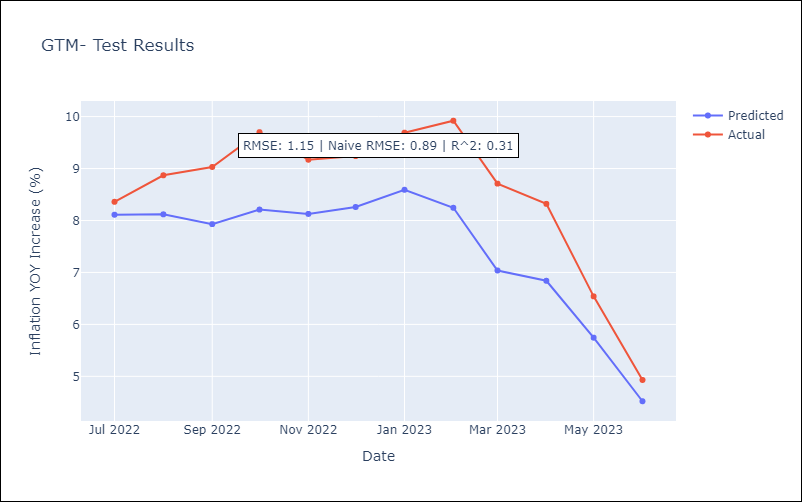 GTM- Test Results
10
9
8
7
6
5
Inflation YOY Increase (%)
RMSE: 1.15 | Naive RMSE: 0.89 | R^2: 0.31
Predicted
Actual
Jul 2022
Sep 2022
Nov 2022
Jan 2023
Mar 2023
May 2023
Date